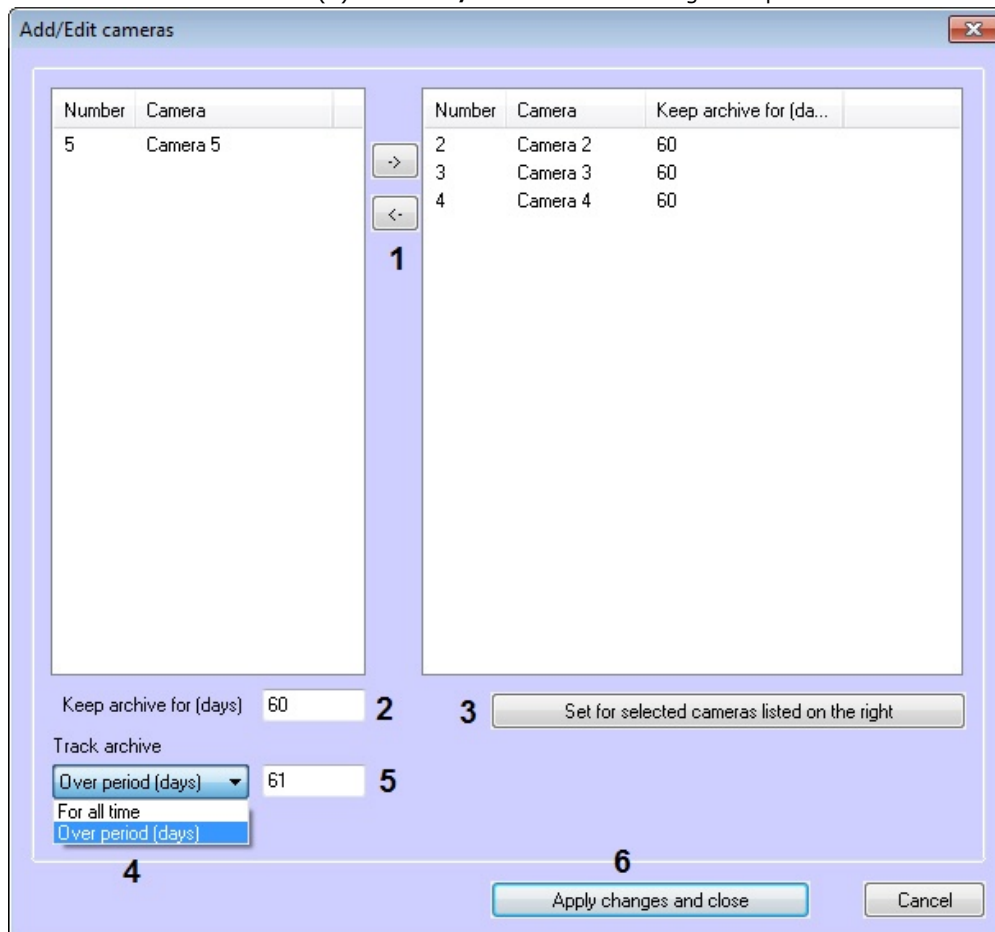 Add/Edit cameras
Number Camera
5 Camera 5
->
<-
1
Number Camera Keep archive for (da...
2 Camera 2 60
3 Camera 3 60
4 Camera 4 60
Keep archive for (days) 60 2
3 Set for selected cameras listed on the right
Track archive
Over period (days) 61 5
For all time
Over period (days)
4
6
Apply changes and close Cancel